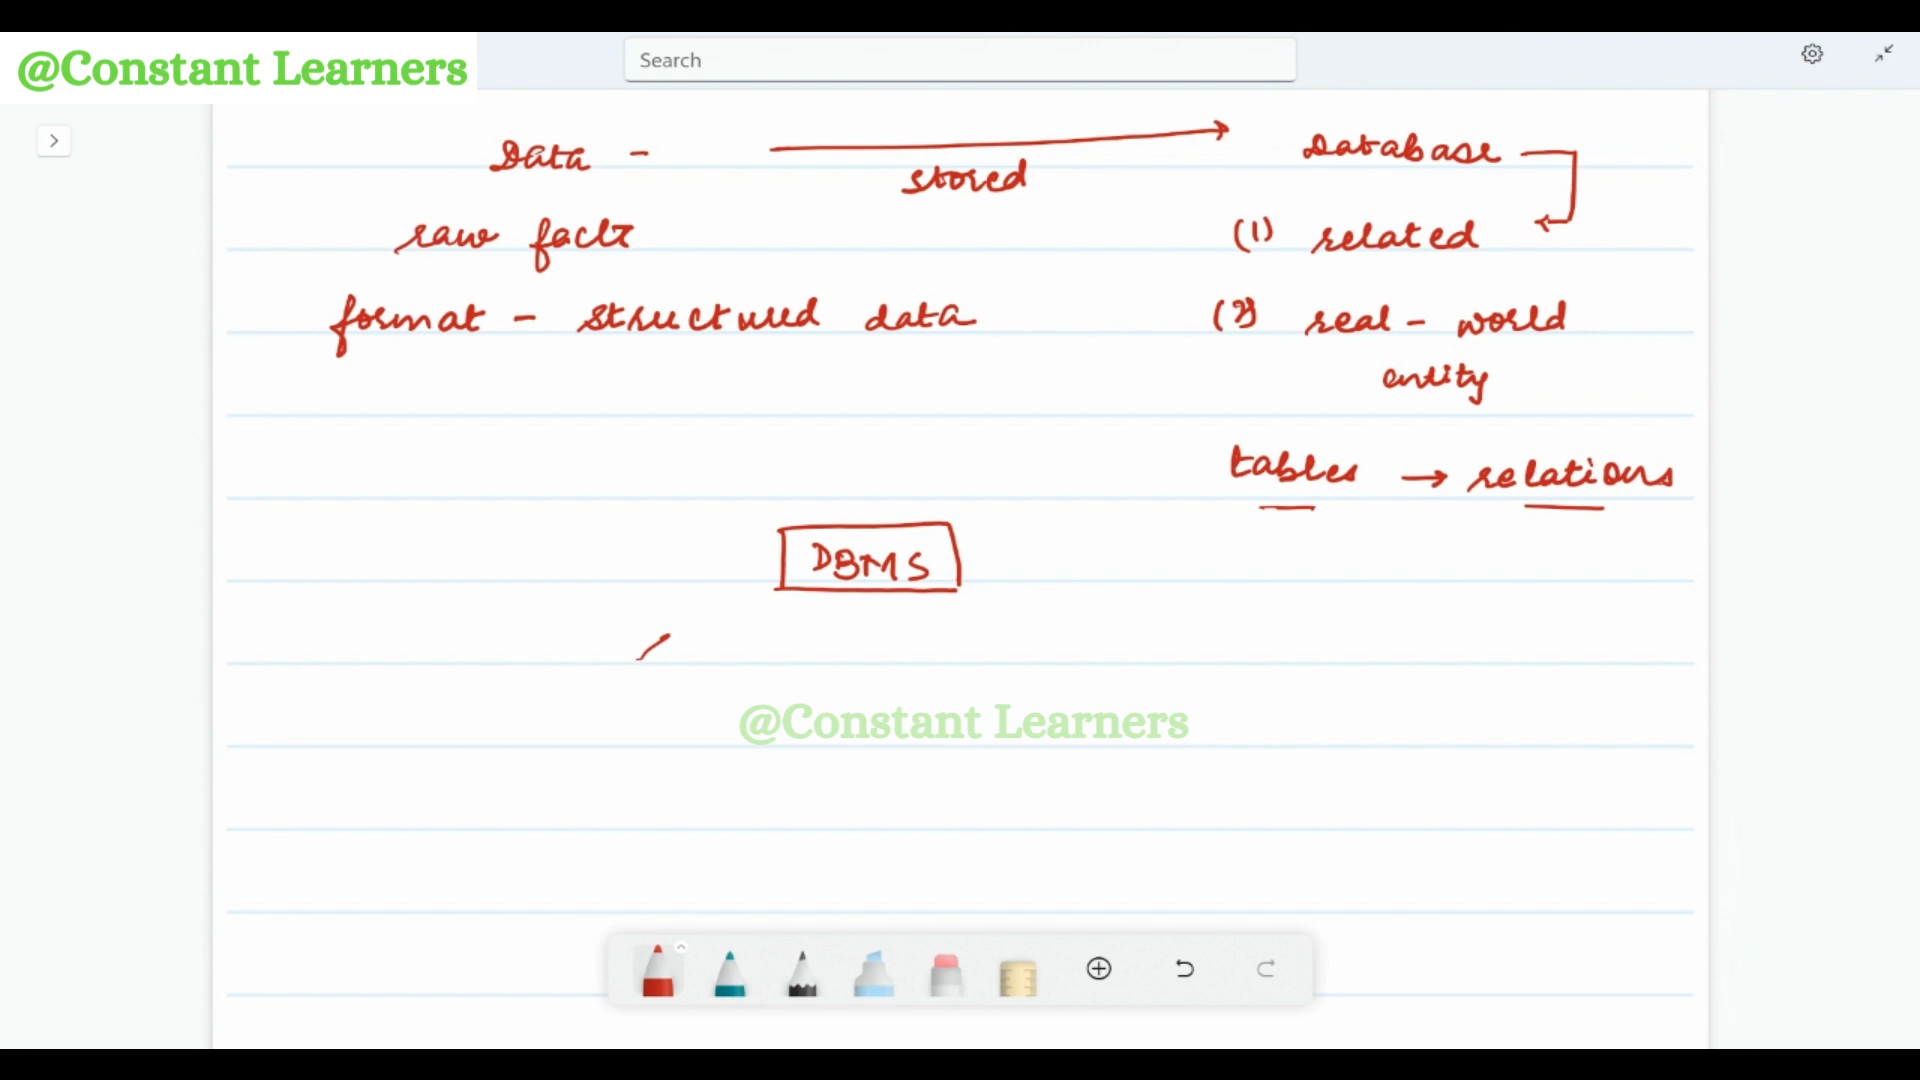 @Constant Learners
Search
Data - stored Database
raw facts (1) related
format - structured data (2) real - world
entity
tables → relations
DBMS
@Constant Learners